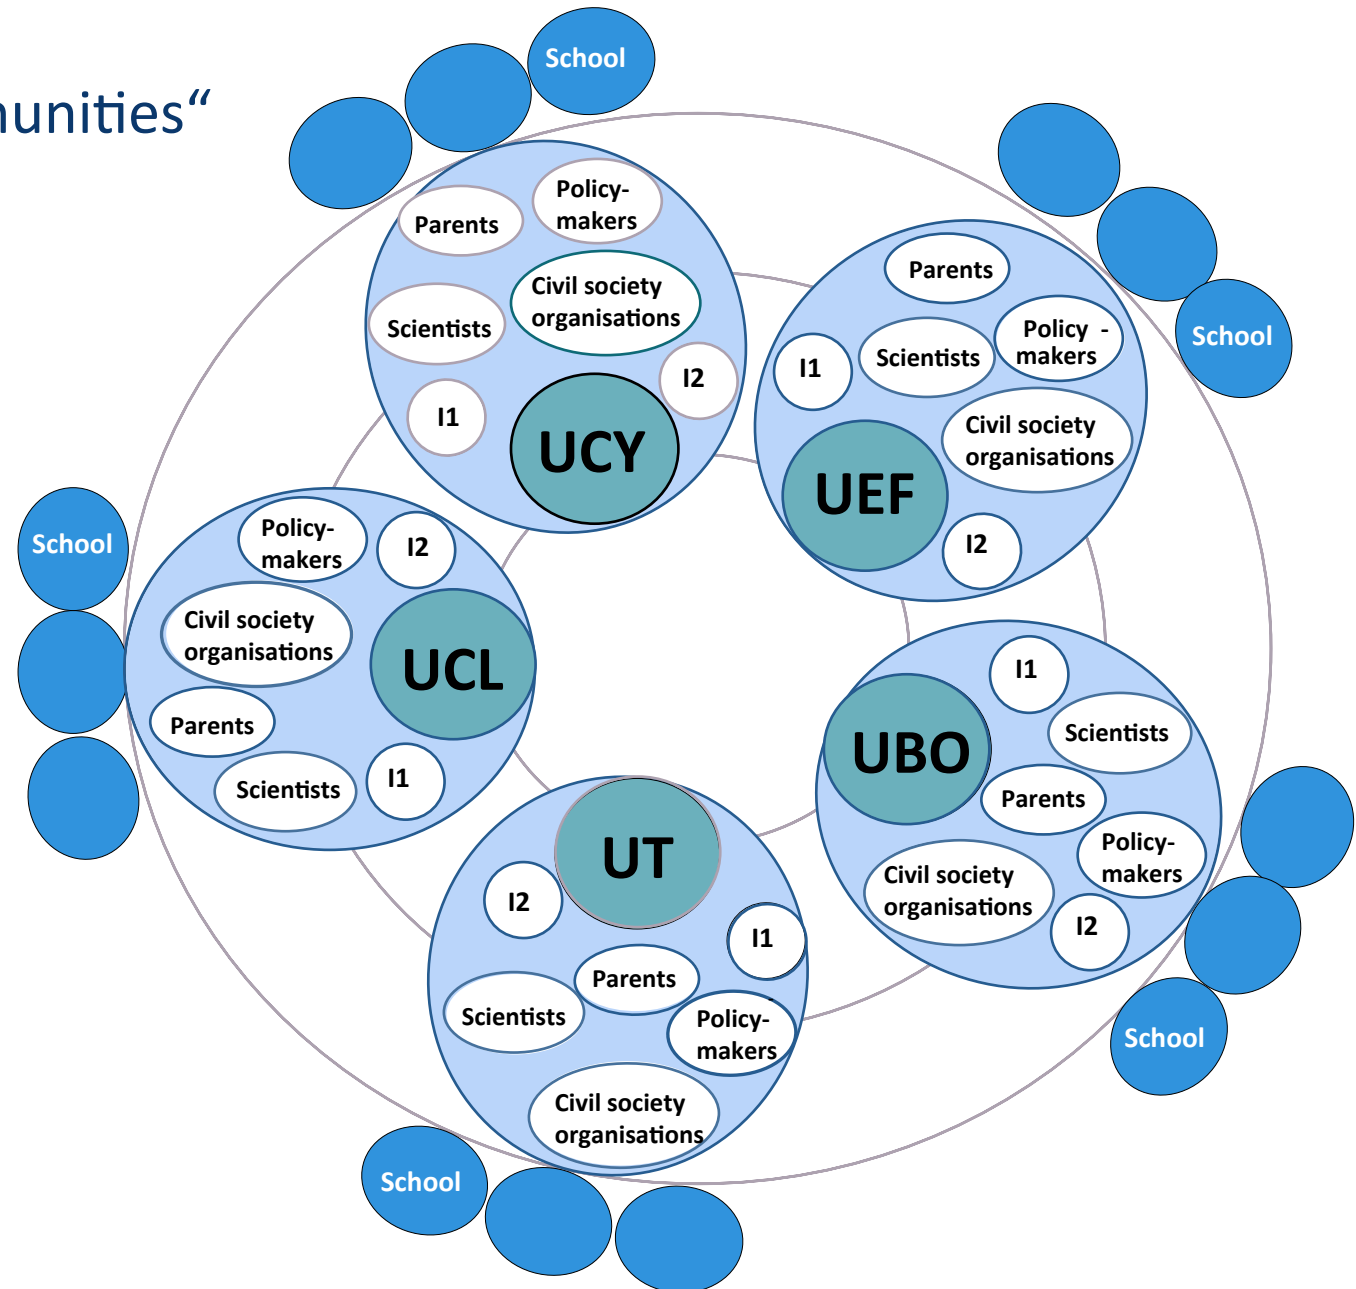 School
munities“
Policy-
makers
Parents
Civil society
organisations
Scientists
I2
I1
UCY
Parents
Policy -
makers
Scientists
I1
Civil society
organisations
UEF
I2
School
School
Policy-
makers
I2
Civil society
organisations
UCL
Parents
Scientists
I1
I1
Scientists
UBO
Parents
Policy-
makers
Civil society
organisations
I2
School
UT
I2
I1
Parents
Scientists
Policy-
makers
Civil society
organisations
School